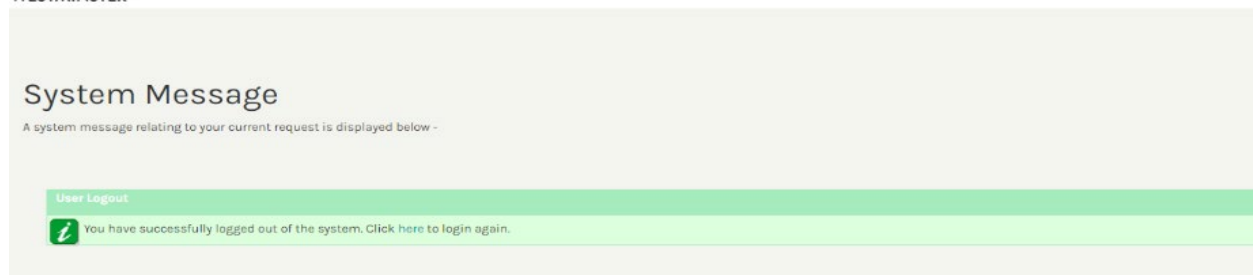 System Message
A system message relating to your current request is displayed below -
User Logout
You have successfully logged out of the system. Click here to login again.